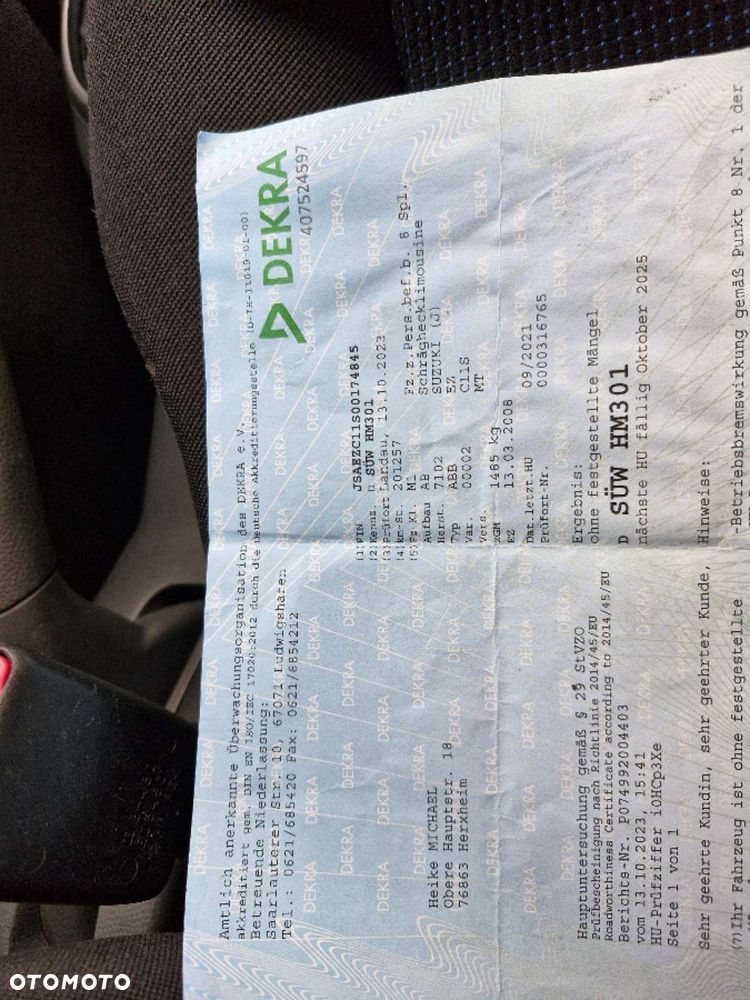 Amtlich anerkannte Überwachungsorganisation des DEKRA e.V.
akkreditiert gem. DIN EN ISO/IEC 17020:2012 durch die Deutsche Akkreditierungsstelle (D-IS-11019-01-00)
Betreuende Niederlassung:
Saarlauterer Str. 10, 67071 Ludwigshafen
Tel.: 0621/685420 Fax: 0621/6854212
DEKRA
407524597
Heike MICHAEL
Obere Hauptstr. 18
76863 Herxheim
(1)FIN JSAEZC11S00174845
(2)Kennz. D SÜW HM301
(3)Prüfort Landau, 13.10.2023
(4)km-St. 201257
(5)Fz Kl. M1 Fz.z.Pers.bef.b. 8 Spl.
Aufbau AB Schräghecklimousine
Herst. 7102 SUZUKI (J)
Typ ABB EZ
Var. 00002 C11S
Vers. MT
zGM 1485 kg
EZ 13.03.2008
Dat.letzt.HU 09/2021
Prüfort-Nr. 0000316765
Hauptuntersuchung gemäß § 29 StVZO
Prüfbescheinigung nach Richtlinie 2014/45/EU
Roadworthiness Certificate according to 2014/45/EU
Berichts-Nr. P074992004403
vom 13.10.2023, 15:41
HU-Prüfziffer i0HCp3Xe
Seite 1 von 1
Ergebnis:
ohne festgestellte Mängel
D SÜW HM301
nächste HU fällig Oktober 2025
Sehr geehrte Kundin, sehr geehrter Kunde,
Hinweise:
(7)Ihr Fahrzeug ist ohne festgestellte
-Betriebsbremswirkung gemäß Punkt 8 Nr. 1 der
OTOMOTO